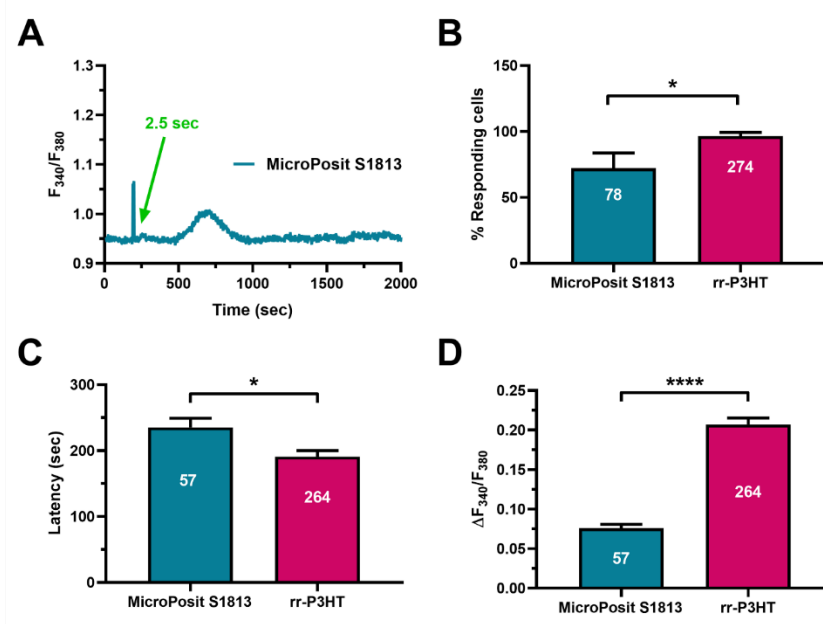 A
1.3
1.2
1.1
1.0
0.9
F340/F380
2.5 sec
MicroPosit S1813
0
500
1000
1500
2000
Time (sec)
B
150
100
50
0
% Responding cells
*
78
274
MicroPosit S1813
rr-P3HT
C
300
200
100
0
Latency (sec)
*
57
264
MicroPosit S1813
rr-P3HT
D
0.25
0.20
0.15
0.10
0.05
0.00
ΔF340/F380
****
57
264
MicroPosit S1813
rr-P3HT